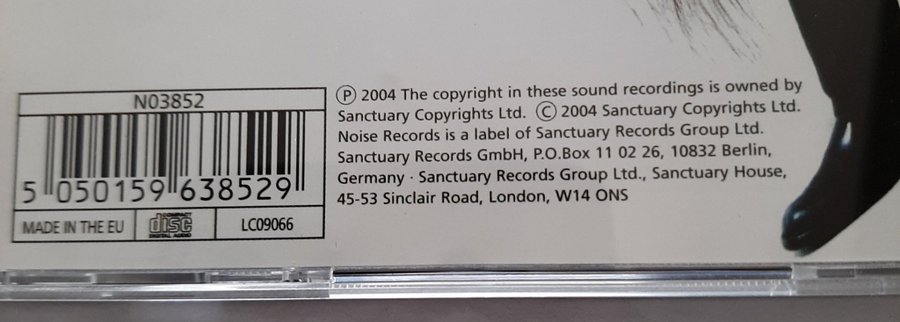 N03852
5 050159 638529
MADE IN THE EU
COMPACT
disc
DIGITAL AUDIO
LC09066
Ⓟ 2004 The copyright in these sound recordings is owned by
Sanctuary Copyrights Ltd. Ⓒ 2004 Sanctuary Copyrights Ltd.
Noise Records is a label of Sanctuary Records Group Ltd.
Sanctuary Records GmbH, P.O.Box 11 02 26, 10832 Berlin,
Germany · Sanctuary Records Group Ltd., Sanctuary House,
45-53 Sinclair Road, London, W14 ONS